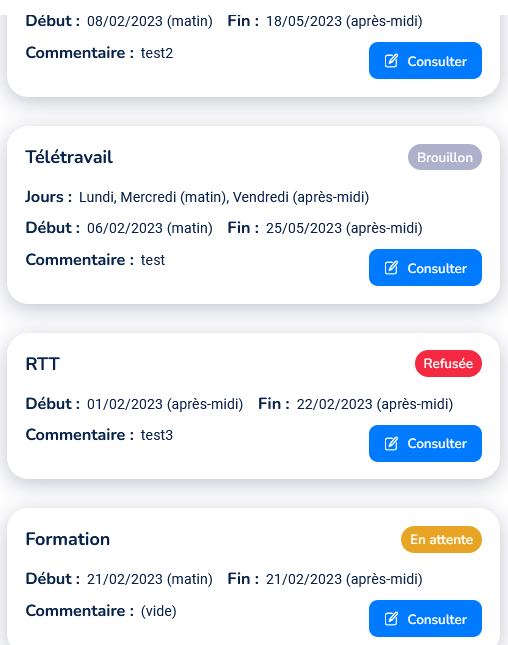 Début : 08/02/2023 (matin) Fin : 18/05/2023 (après-midi)
Commentaire : test2
Consulter
Télétravail
Brouillon
Jours : Lundi, Mercredi (matin), Vendredi (après-midi)
Début : 06/02/2023 (matin) Fin : 25/05/2023 (après-midi)
Commentaire : test
Consulter
RTT
Refusée
Début : 01/02/2023 (après-midi) Fin : 22/02/2023 (après-midi)
Commentaire : test3
Consulter
Formation
En attente
Début : 21/02/2023 (matin) Fin : 21/02/2023 (après-midi)
Commentaire : (vide)
Consulter